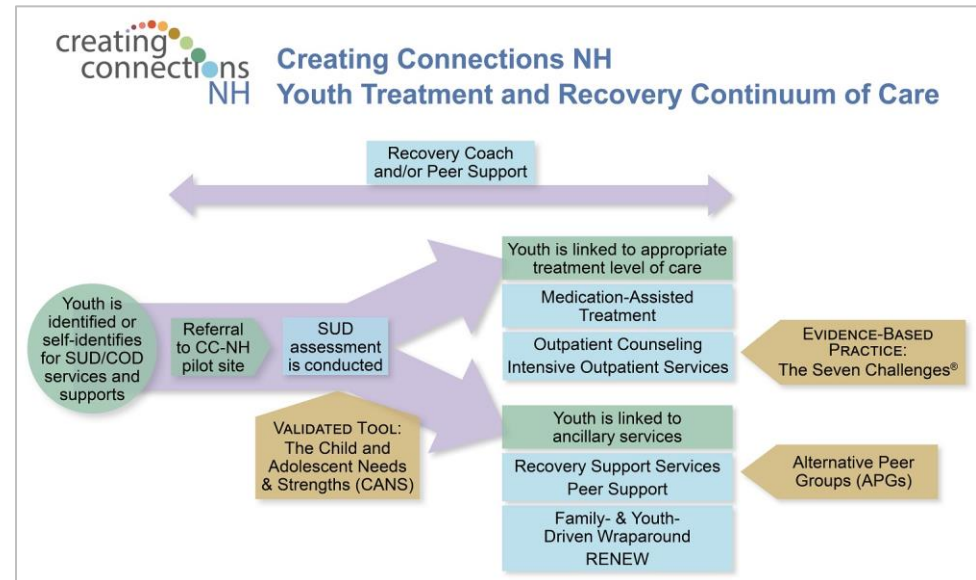 creating
connections
NH
Creating Connections NH
Youth Treatment and Recovery Continuum of Care
Recovery Coach
and/or Peer Support
Youth is
identified or
self-identifies
for SUD/COD
services and
supports
Referral
to CC-NH
pilot site
SUD
assessment
is conducted
VALIDATED TOOL:
The Child and
Adolescent Needs
& Strengths (CANS)
Youth is linked to appropriate
treatment level of care
Medication-Assisted
Treatment
Outpatient Counseling
Intensive Outpatient Services
EVIDENCE-BASED
PRACTICE:
The Seven Challenges®
Youth is linked to
ancillary services
Recovery Support Services
Peer Support
Alternative Peer
Groups (APGs)
Family- & Youth-
Driven Wraparound
RENEW